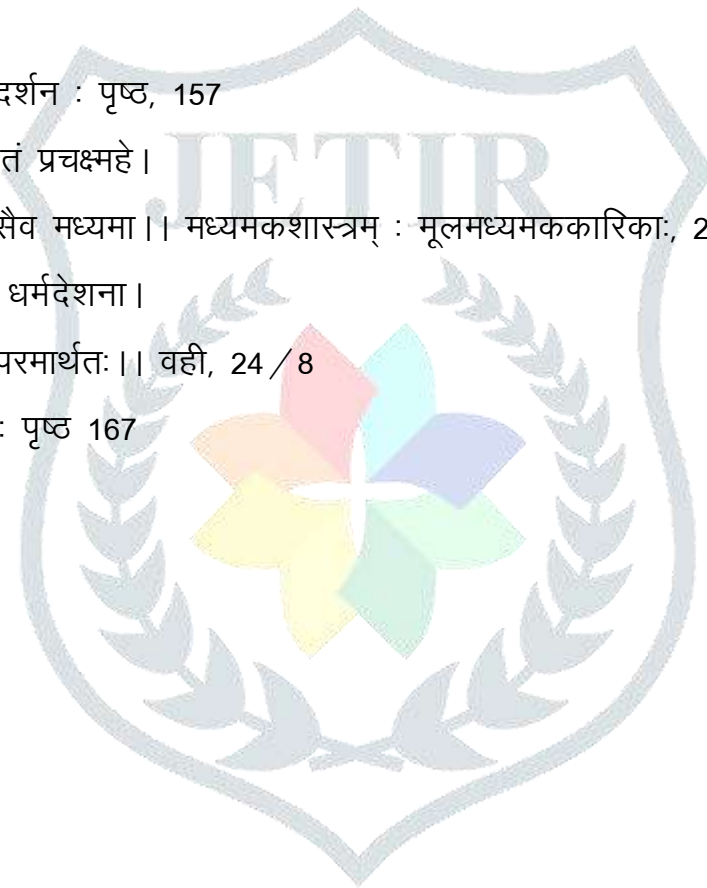 दर्शन : पृष्ठ, 157
तं प्रचक्ष्महे।
सैव मध्यमा।। मध्यमकशास्त्रम् : मूलमध्यमककारिकाः, 2
धर्मदेशना।
परमार्थतः।। वही, 24/8
: पृष्ठ 167
JETIR